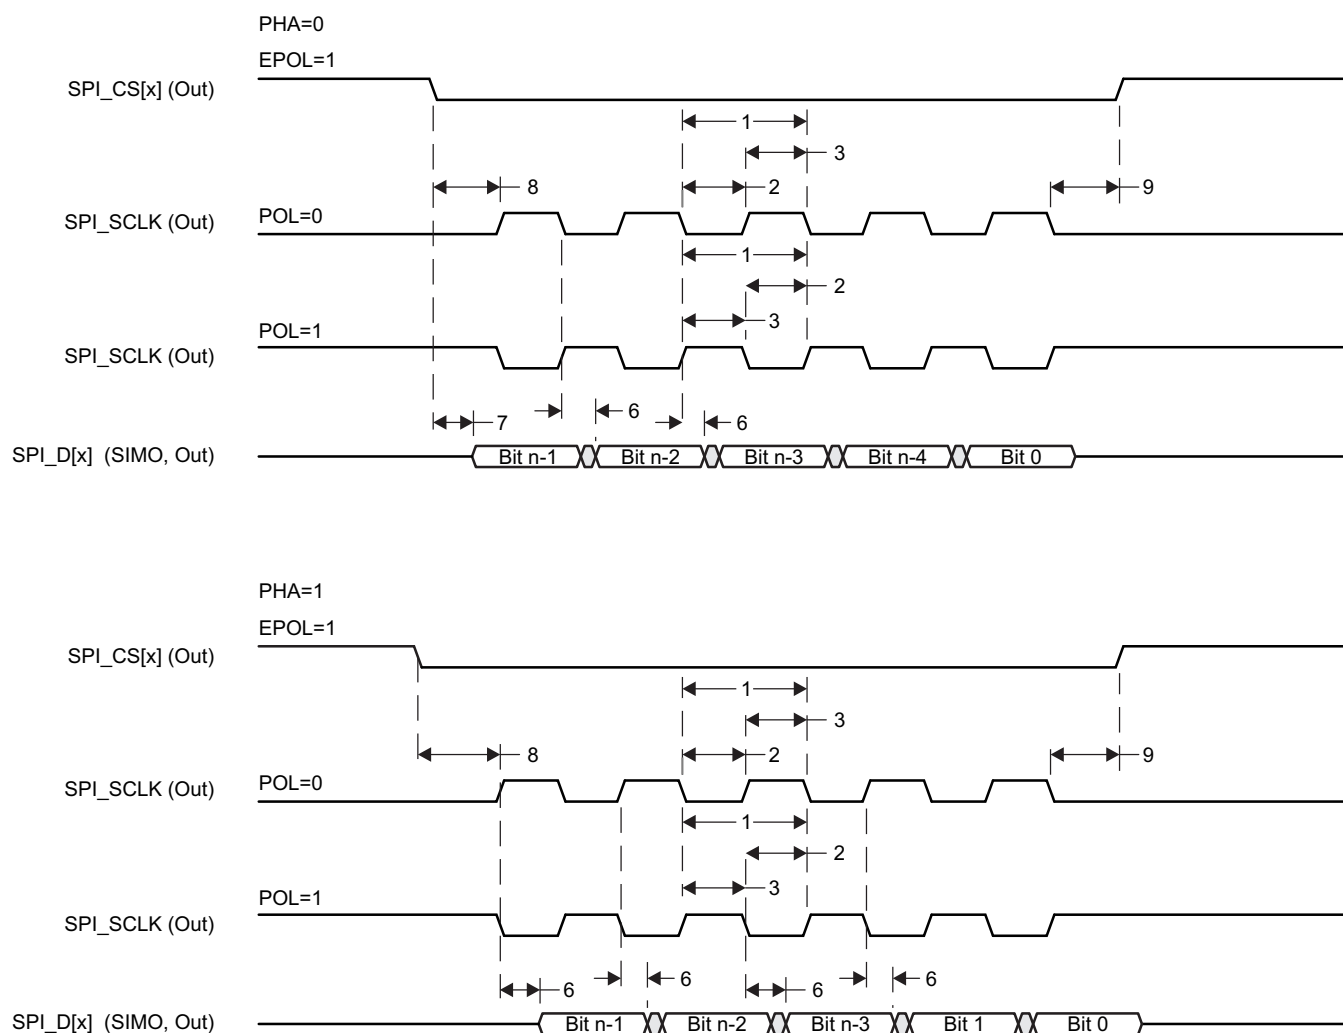 PHA=0
EPOL=1
SPI_CS[x] (Out)
1
3
8
2
9
SPI_SCLK (Out)
POL=0
1
2
3
POL=1
SPI_SCLK (Out)
7
6
6
SPI_D[x] (SIMO, Out)
Bit n-1
Bit n-2
Bit n-3
Bit n-4
Bit 0
PHA=1
EPOL=1
SPI_CS[x] (Out)
1
3
8
2
9
SPI_SCLK (Out)
POL=0
1
2
3
POL=1
SPI_SCLK (Out)
6
6
6
6
SPI_D[x] (SIMO, Out)
Bit n-1
Bit n-2
Bit n-3
Bit 1
Bit 0